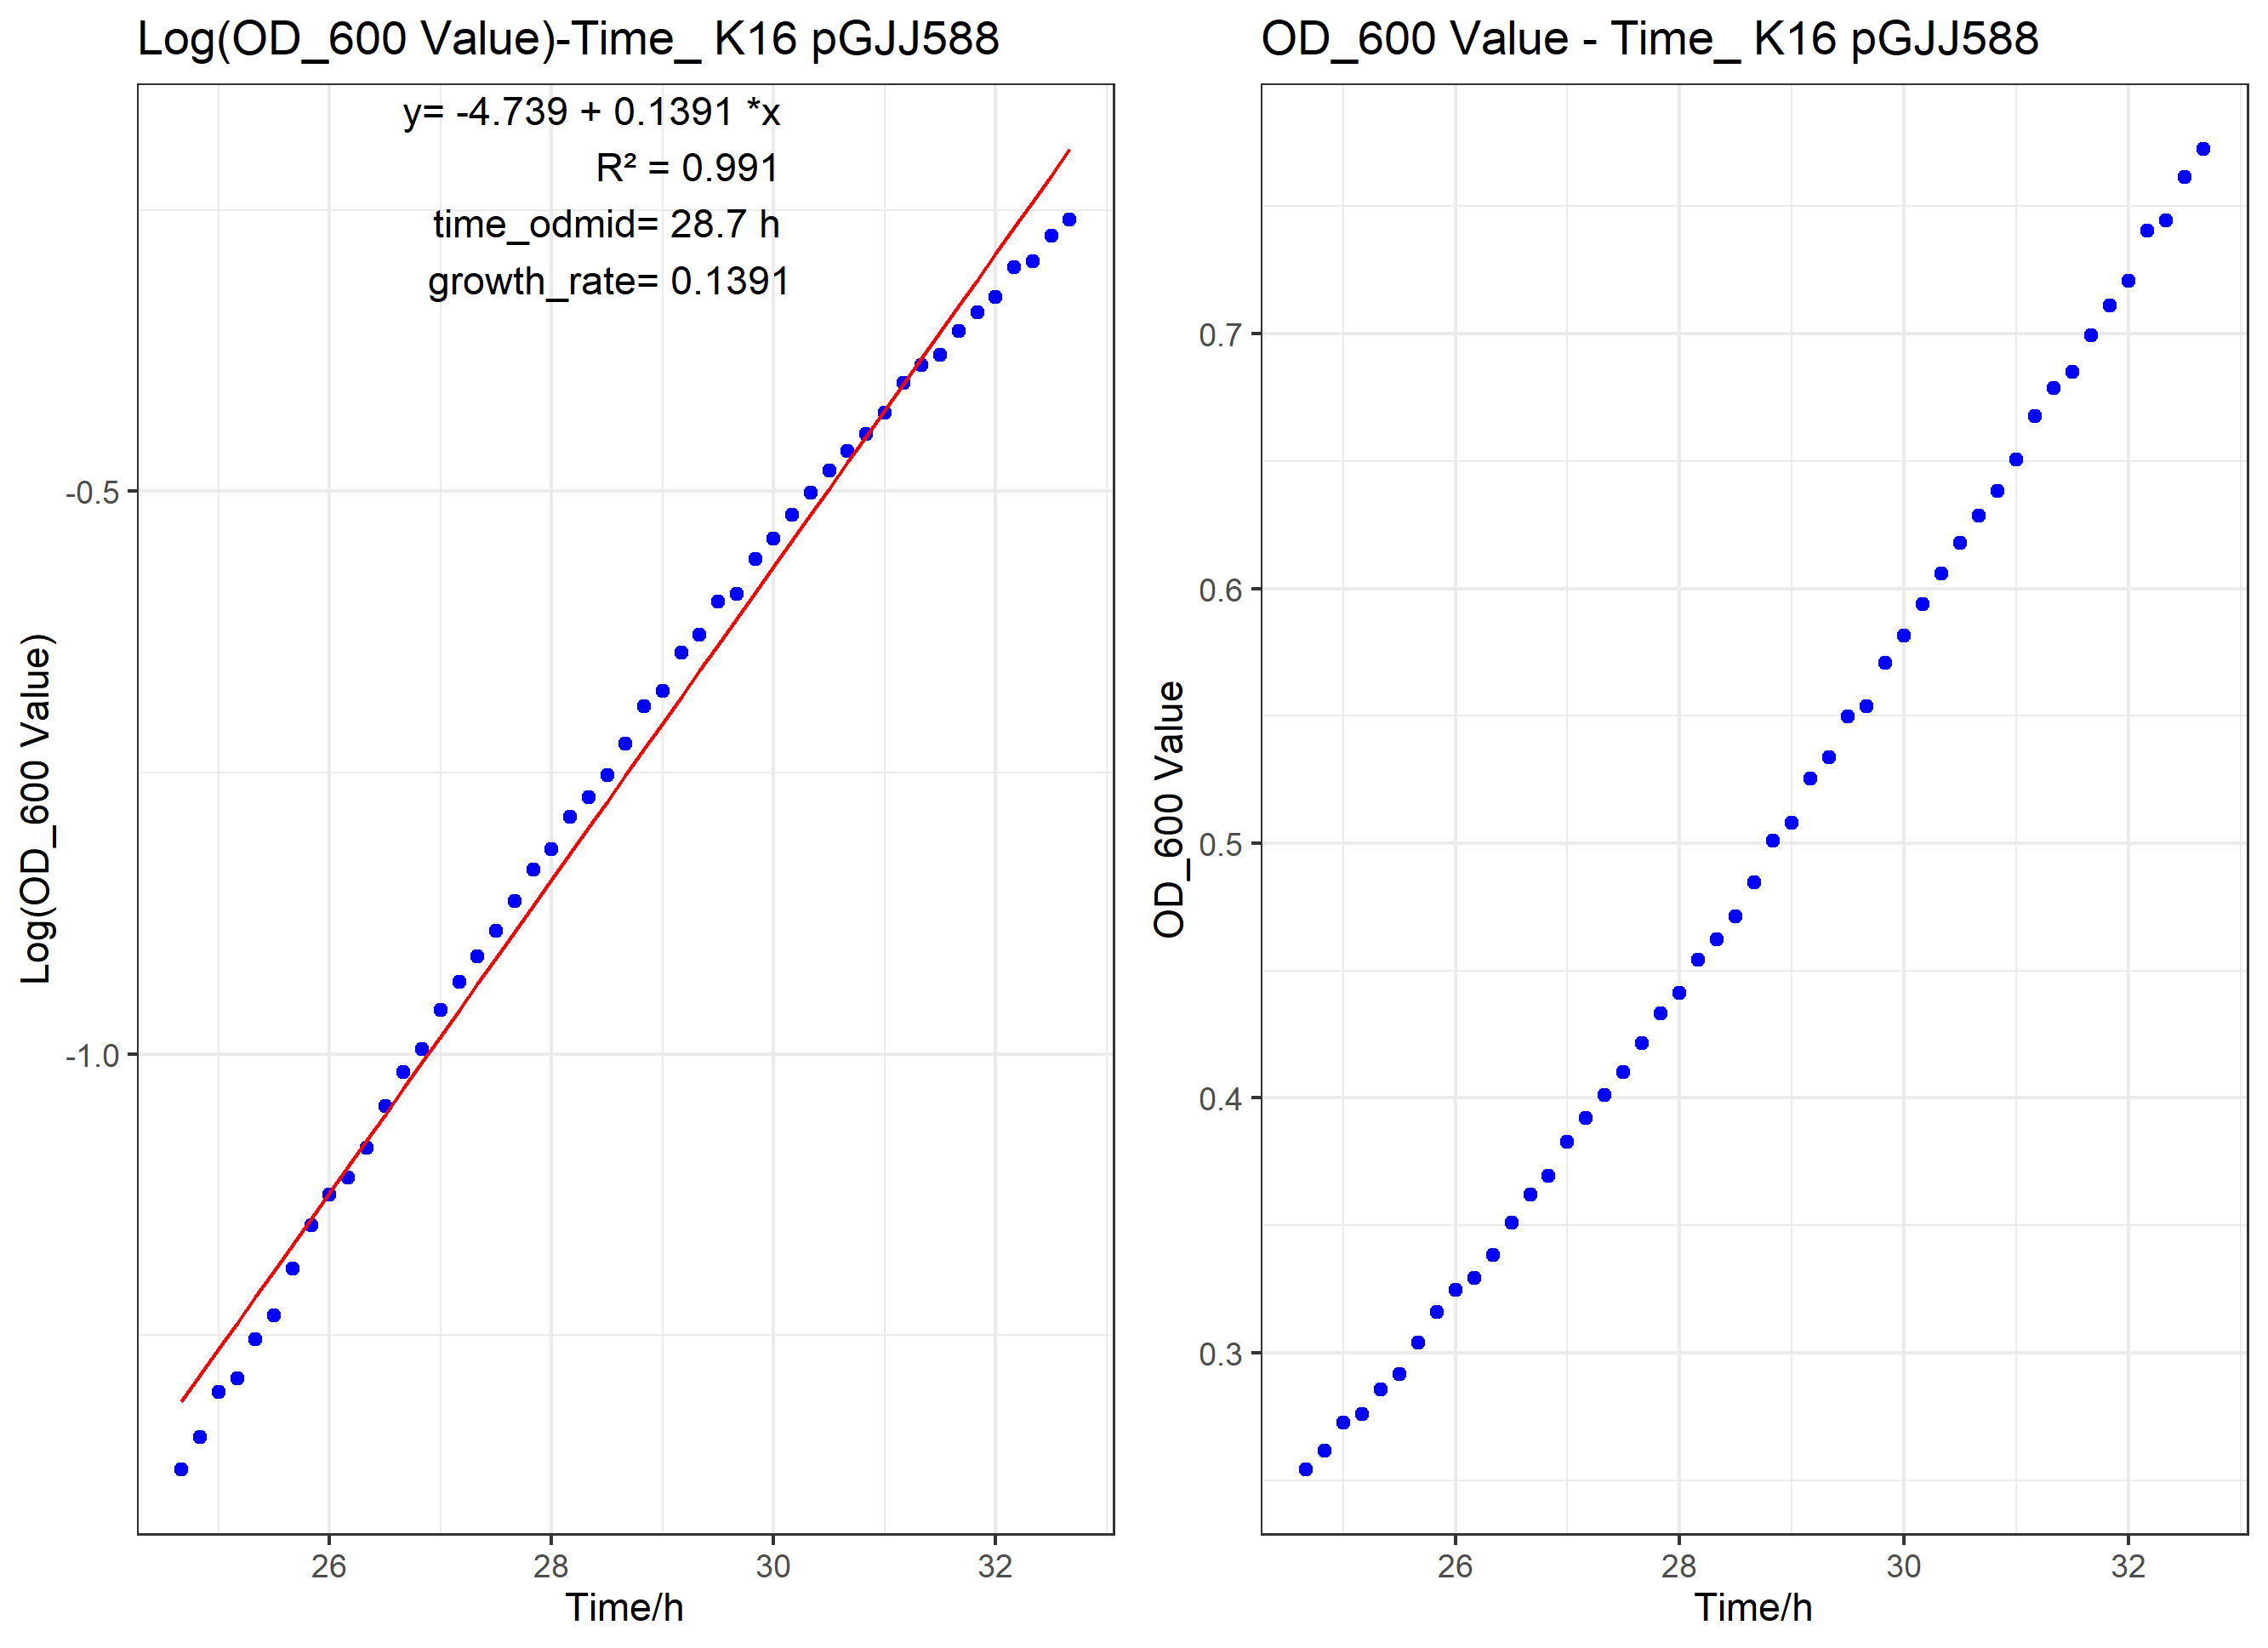 Log(OD_600 Value)-Time_ K16 pGJJ588
y= -4.739 + 0.1391 *x
R² = 0.991
time_odmid= 28.7 h
growth_rate= 0.1391
-0.5
-1.0
Log(OD_600 Value)
26 28 30 32
Time/h
OD_600 Value - Time_ K16 pGJJ588
0.7
0.6
0.5
0.4
0.3
OD_600 Value
26 28 30 32
Time/h